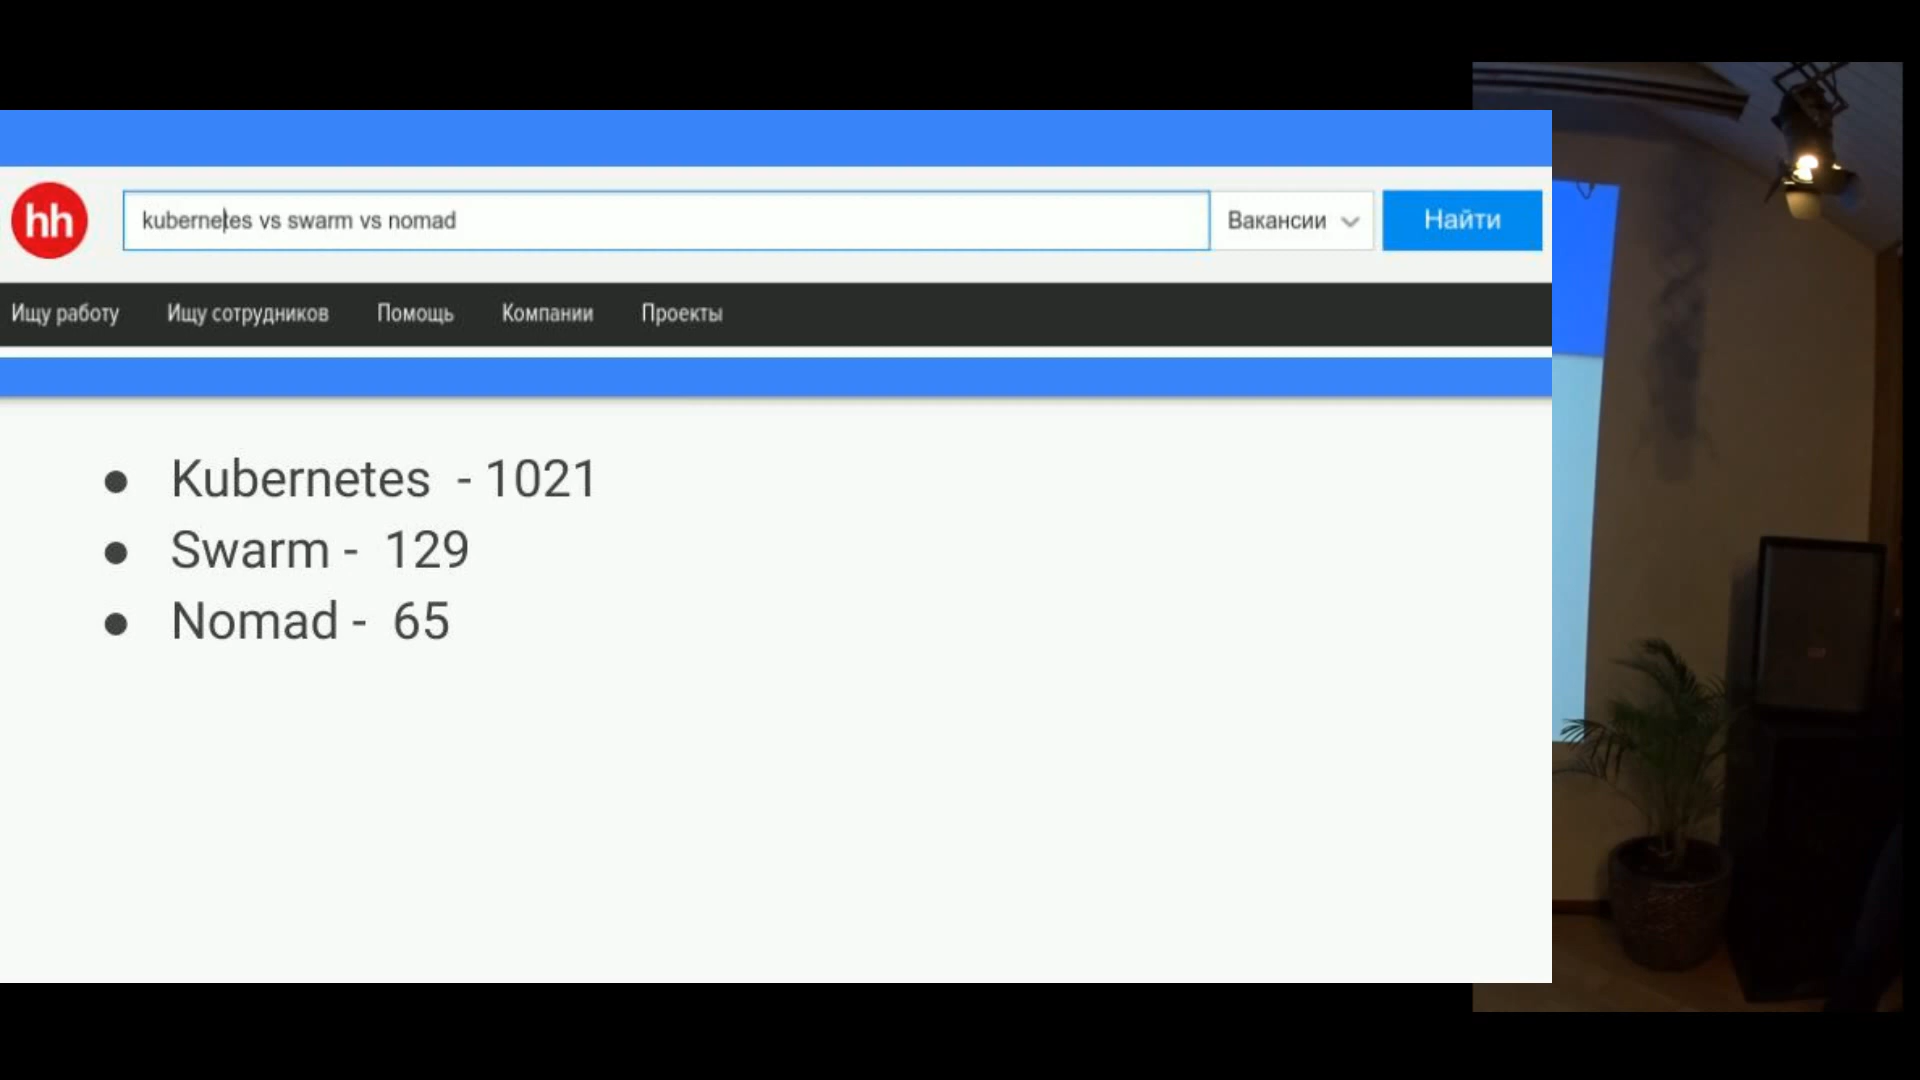 hh
kubernetes vs swarm vs nomad
Вакансии
Найти
Ищу работу Ищу сотрудников Помощь Компании Проекты
● Kubernetes - 1021
● Swarm - 129
● Nomad - 65